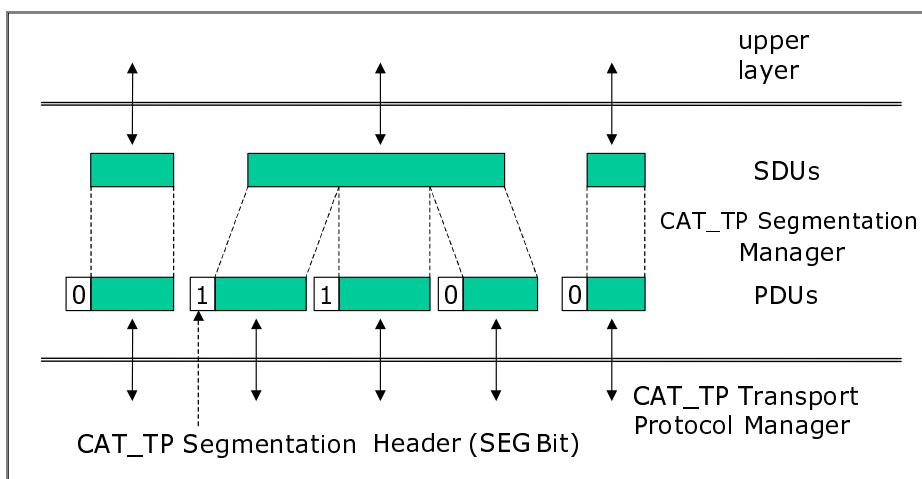 upper
layer
SDUs
CAT_TP Segmentation
Manager
0 1 1 0 0 PDUs
CAT_TP Transport
Protocol Manager
CAT_TP Segmentation Header (SEG Bit)